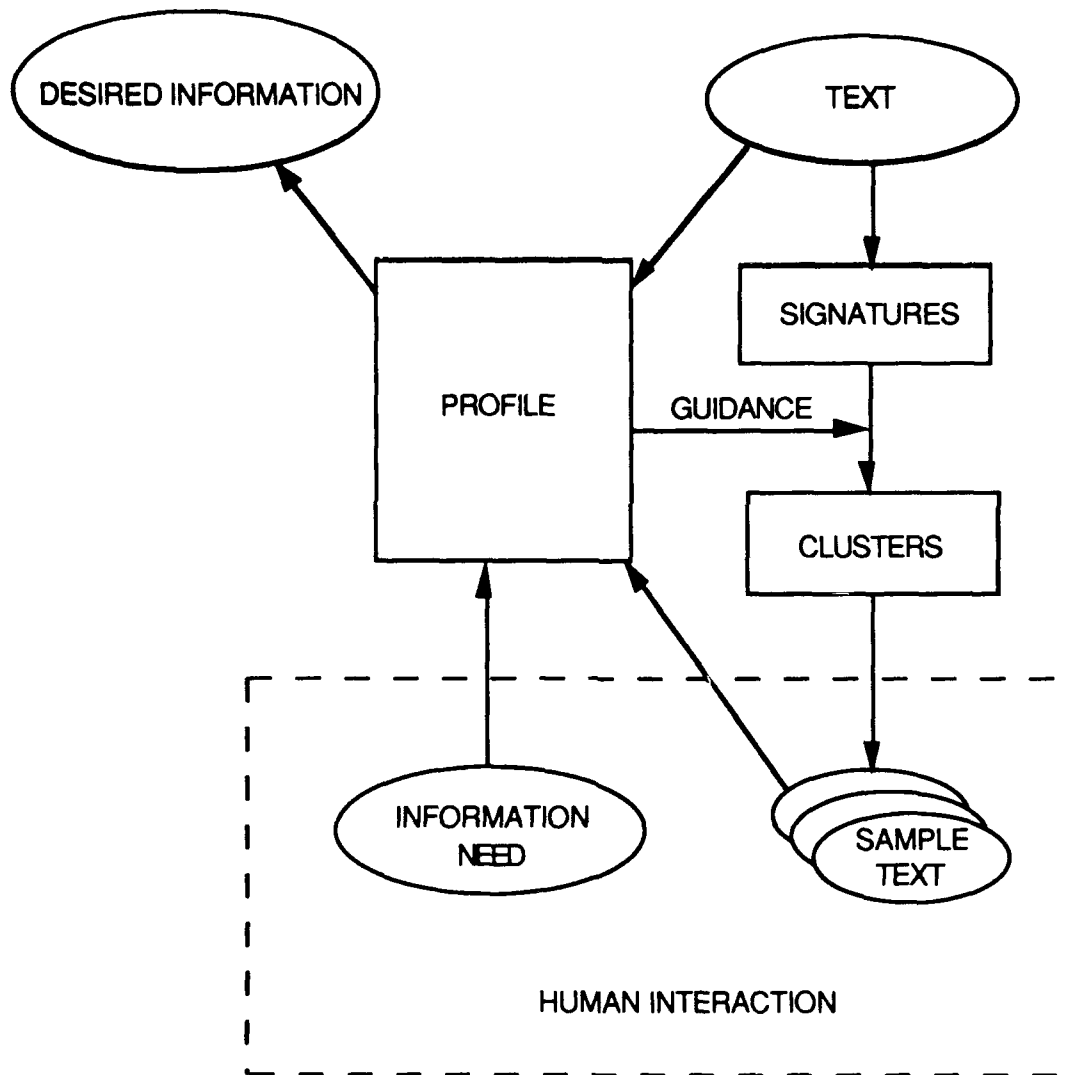 DESIRED INFORMATION
TEXT
SIGNATURES
PROFILE
GUIDANCE
CLUSTERS
INFORMATION
NEED
SAMPLE
TEXT
HUMAN INTERACTION